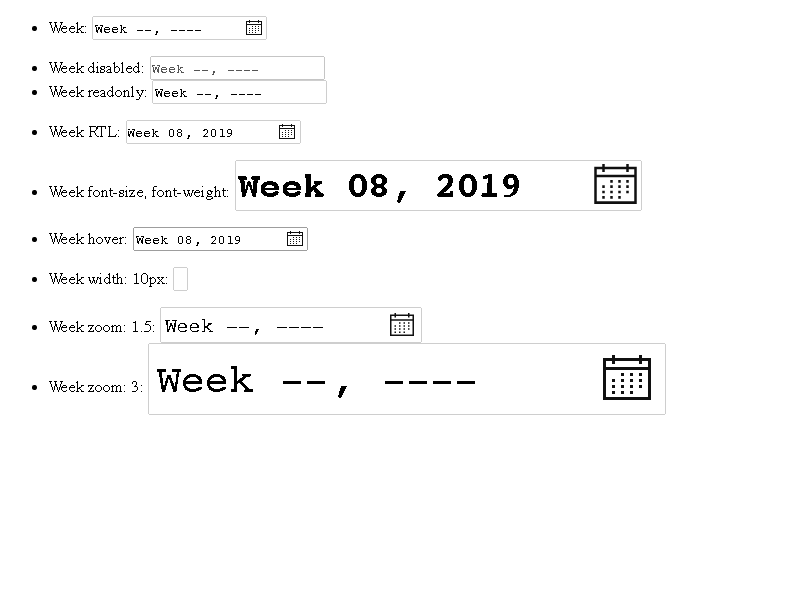 Week: Week --, ----
Week disabled: Week --, ----
Week readonly: Week --, ----
Week RTL: Week 08, 2019
Week font-size, font-weight: Week 08, 2019
Week hover: Week 08, 2019
Week width: 10px:
Week zoom: 1.5: Week --, ----
Week zoom: 3: Week --, ----